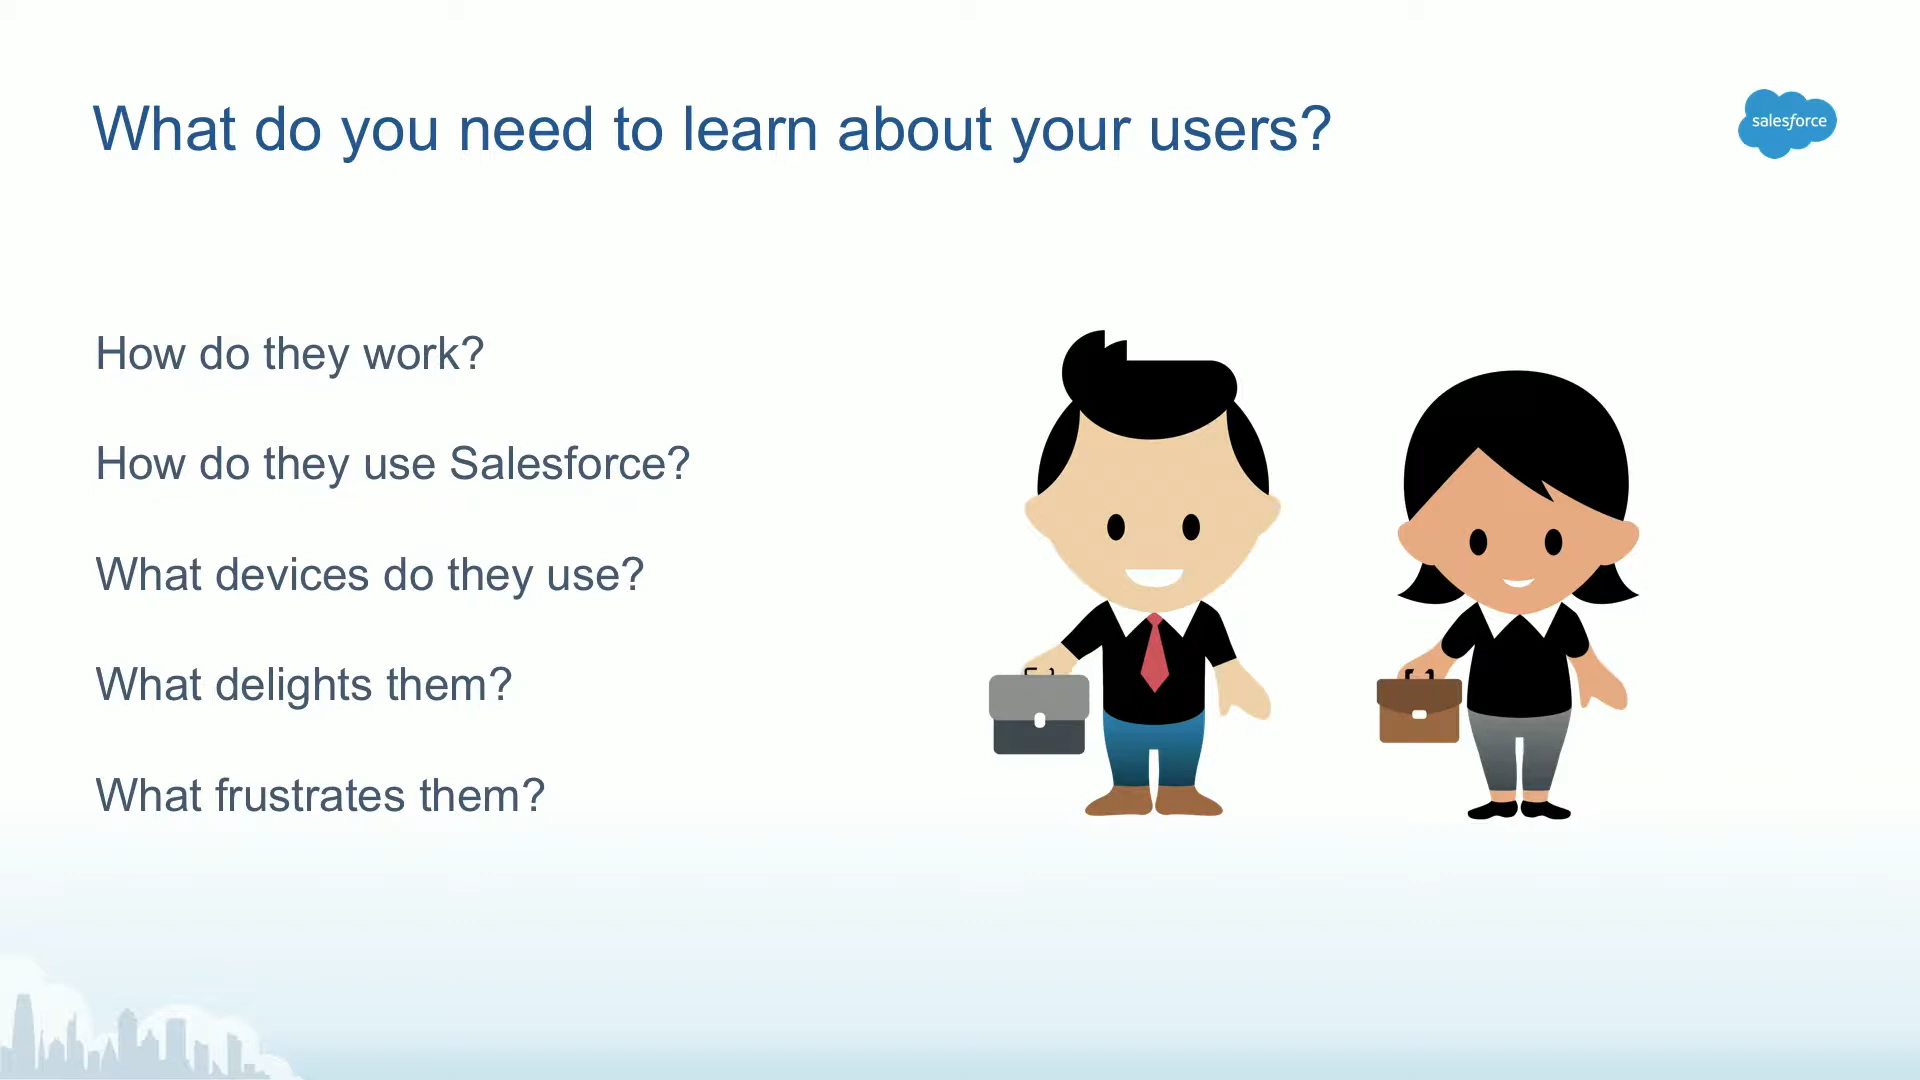 What do you need to learn about your users?
salesforce
How do they work?
How do they use Salesforce?
What devices do they use?
What delights them?
What frustrates them?